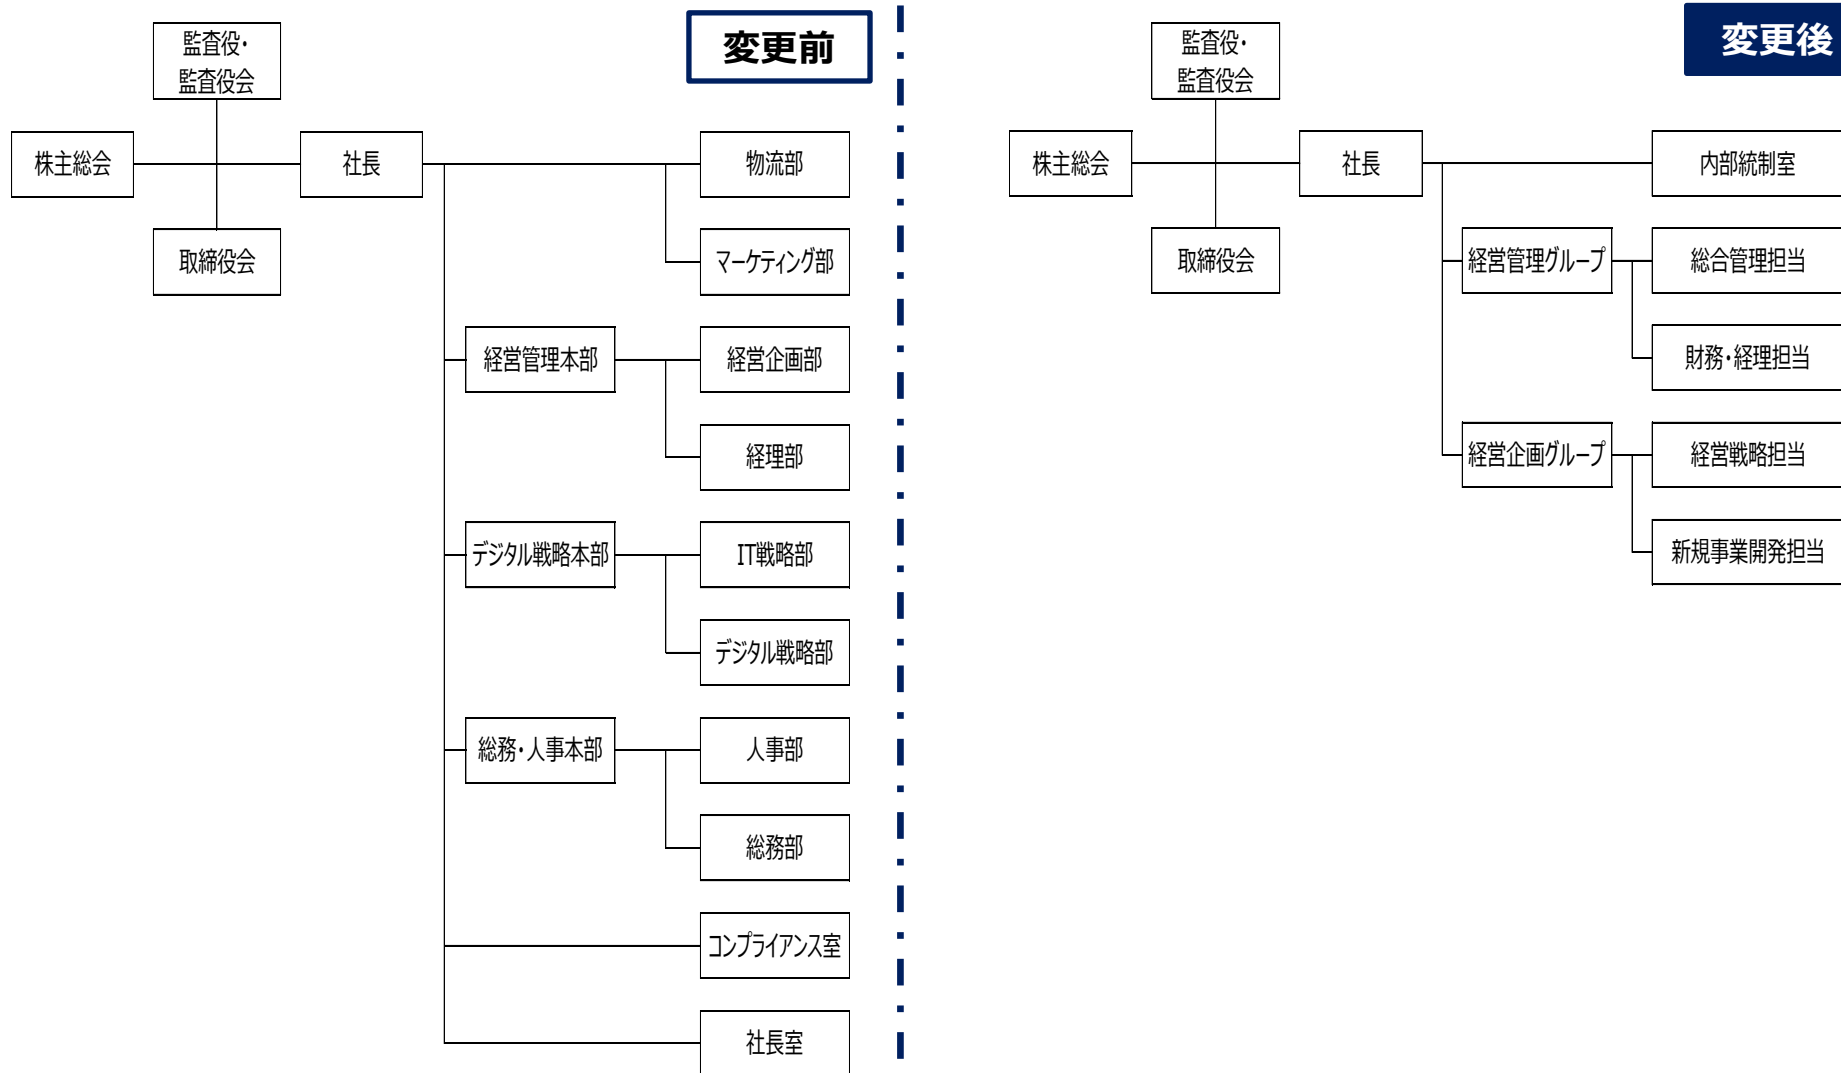 変更前
監査役・
監査役会
株主総会
社長
取締役会
物流部
マーケティング部
経営管理本部
経営企画部
経理部
デジタル戦略本部
IT戦略部
デジタル戦略部
総務・人事本部
人事部
総務部
コンプライアンス室
社長室
変更後
監査役・
監査役会
株主総会
社長
取締役会
内部統制室
経営管理グループ
総合管理担当
財務・経理担当
経営企画グループ
経営戦略担当
新規事業開発担当